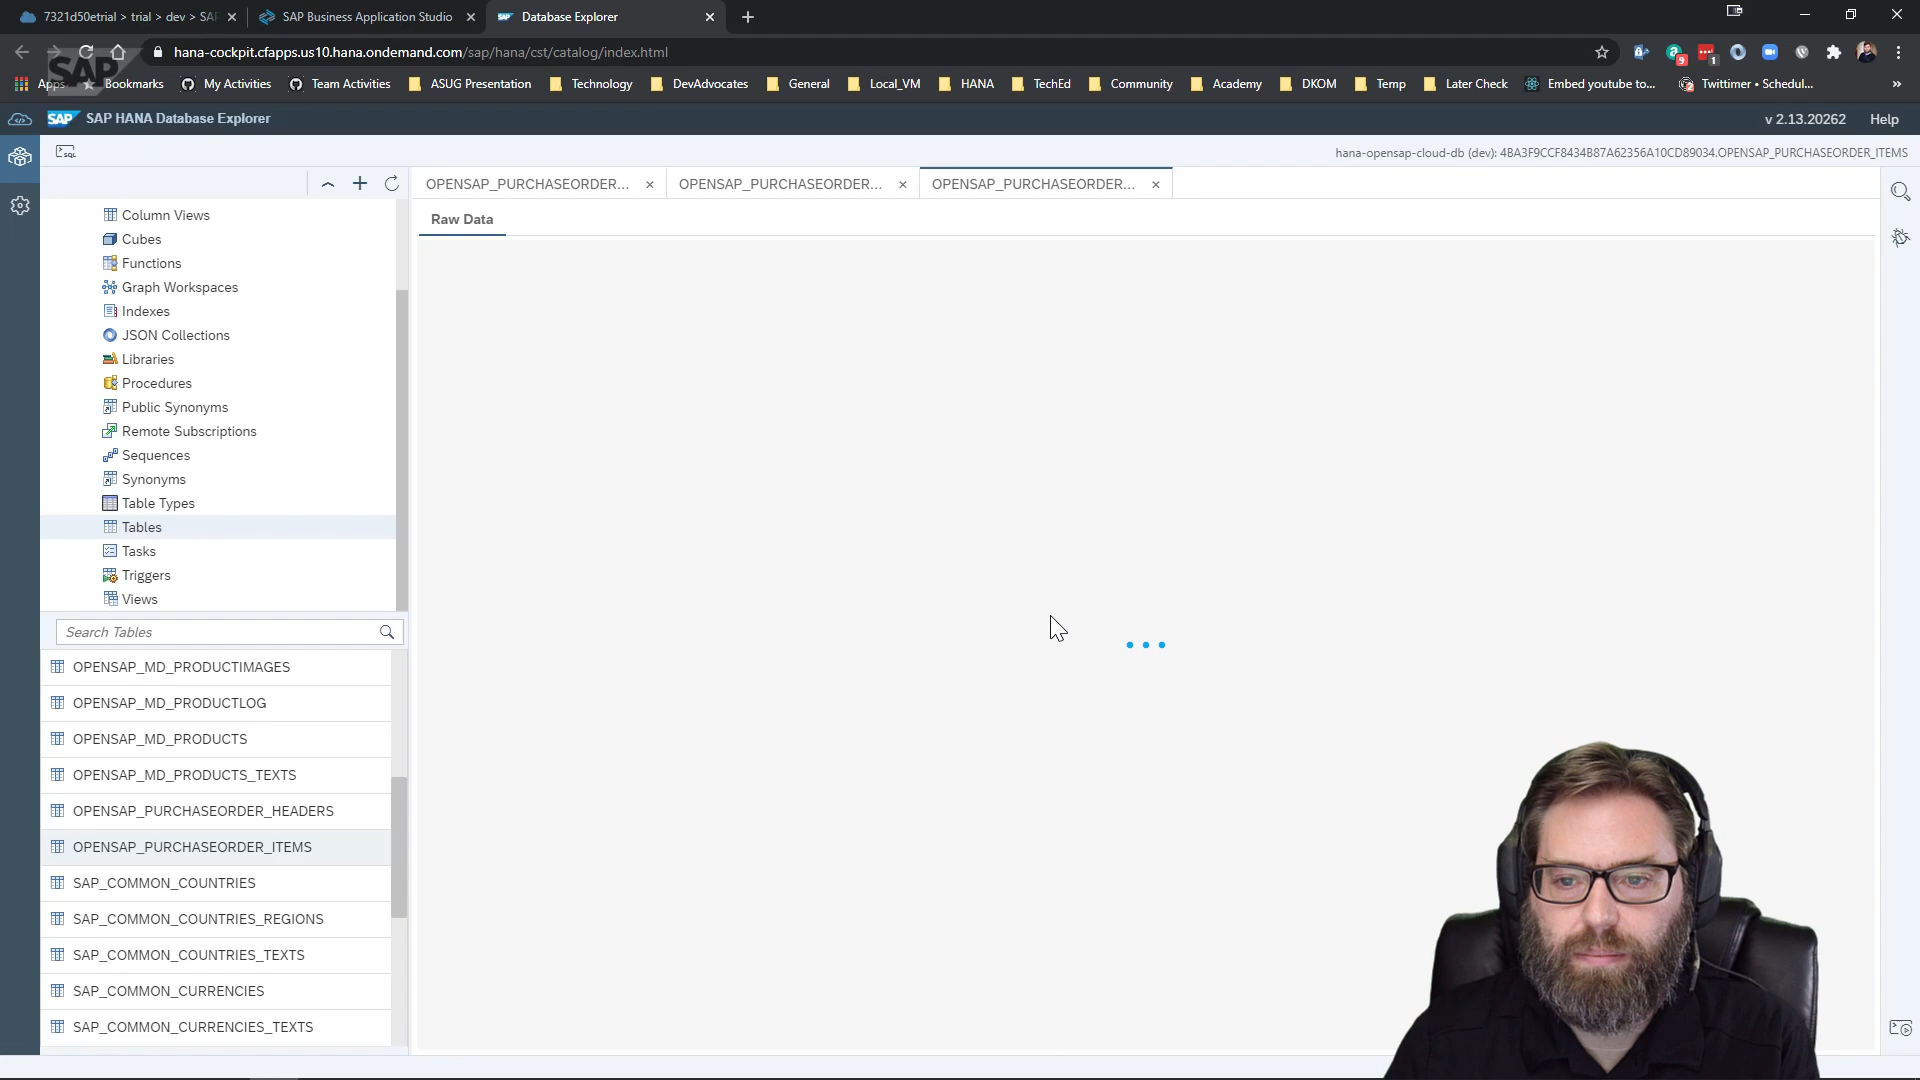 7321d50etrial > trial > dev > SAP
SAP Business Application Studio
Database Explorer
hana-cockpit.cfapps.us10.hana.ondemand.com/sap/hana/cst/catalog/index.html
9
1
SAP
Apps
Bookmarks
My Activities
Team Activities
ASUG Presentation
Technology
DevAdvocates
General
Local_VM
HANA
TechEd
Community
Academy
DKOM
Temp
Later Check
Embed youtube to...
Twittimer • Schedul...
»
SAP SAP HANA Database Explorer
v 2.13.20262
Help
SQL
hana-opensap-cloud-db (dev): 4BA3F9CCF8434B87A62356A10CD89034.OPENSAP_PURCHASEORDER_ITEMS
OPENSAP_PURCHASEORDER...
OPENSAP_PURCHASEORDER...
OPENSAP_PURCHASEORDER...
Raw Data
Column Views
Cubes
Functions
Graph Workspaces
Indexes
JSON Collections
Libraries
Procedures
Public Synonyms
Remote Subscriptions
Sequences
Synonyms
Table Types
Tables
Tasks
Triggers
Views
Search Tables
OPENSAP_MD_PRODUCTIMAGES
OPENSAP_MD_PRODUCTLOG
OPENSAP_MD_PRODUCTS
OPENSAP_MD_PRODUCTS_TEXTS
OPENSAP_PURCHASEORDER_HEADERS
OPENSAP_PURCHASEORDER_ITEMS
SAP_COMMON_COUNTRIES
SAP_COMMON_COUNTRIES_REGIONS
SAP_COMMON_COUNTRIES_TEXTS
SAP_COMMON_CURRENCIES
SAP_COMMON_CURRENCIES_TEXTS